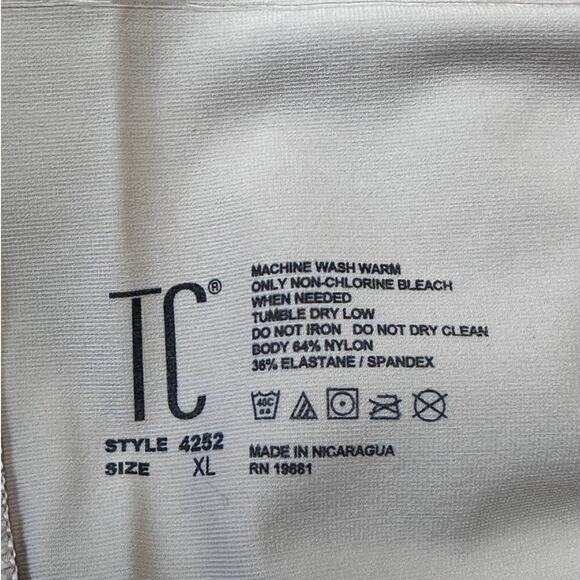 TC®
MACHINE WASH WARM
ONLY NON-CHLORINE BLEACH
WHEN NEEDED
TUMBLE DRY LOW
DO NOT IRON DO NOT DRY CLEAN
BODY 64% NYLON
36% ELASTANE / SPANDEX
40C
STYLE 4252
SIZE XL
MADE IN NICARAGUA
RN 19661